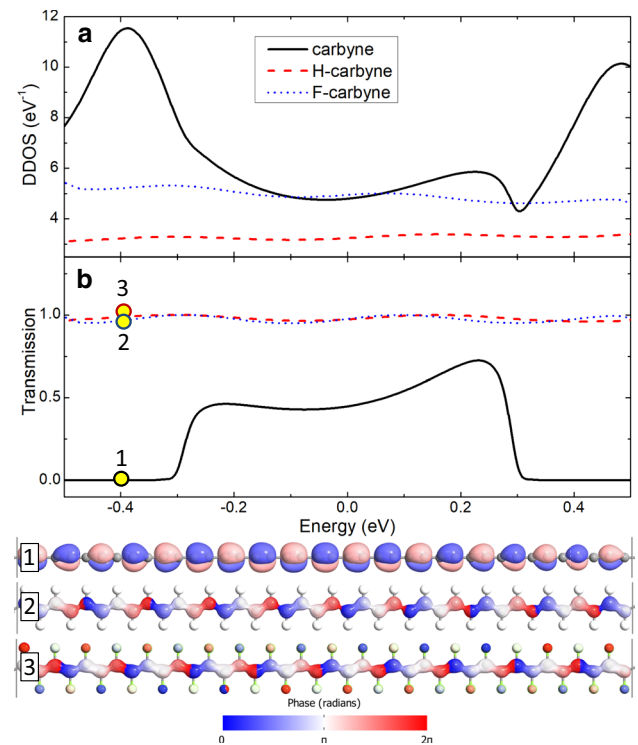 a
carbyne
H-carbyne
F-carbyne
DDOS (eV⁻¹)
12
10
8
6
4
b
3
2
1
Transmission
1.0
0.5
0.0
-0.4 -0.2 0.0 0.2 0.4
Energy (eV)
1
2
3
Phase (radians)
0 π 2π